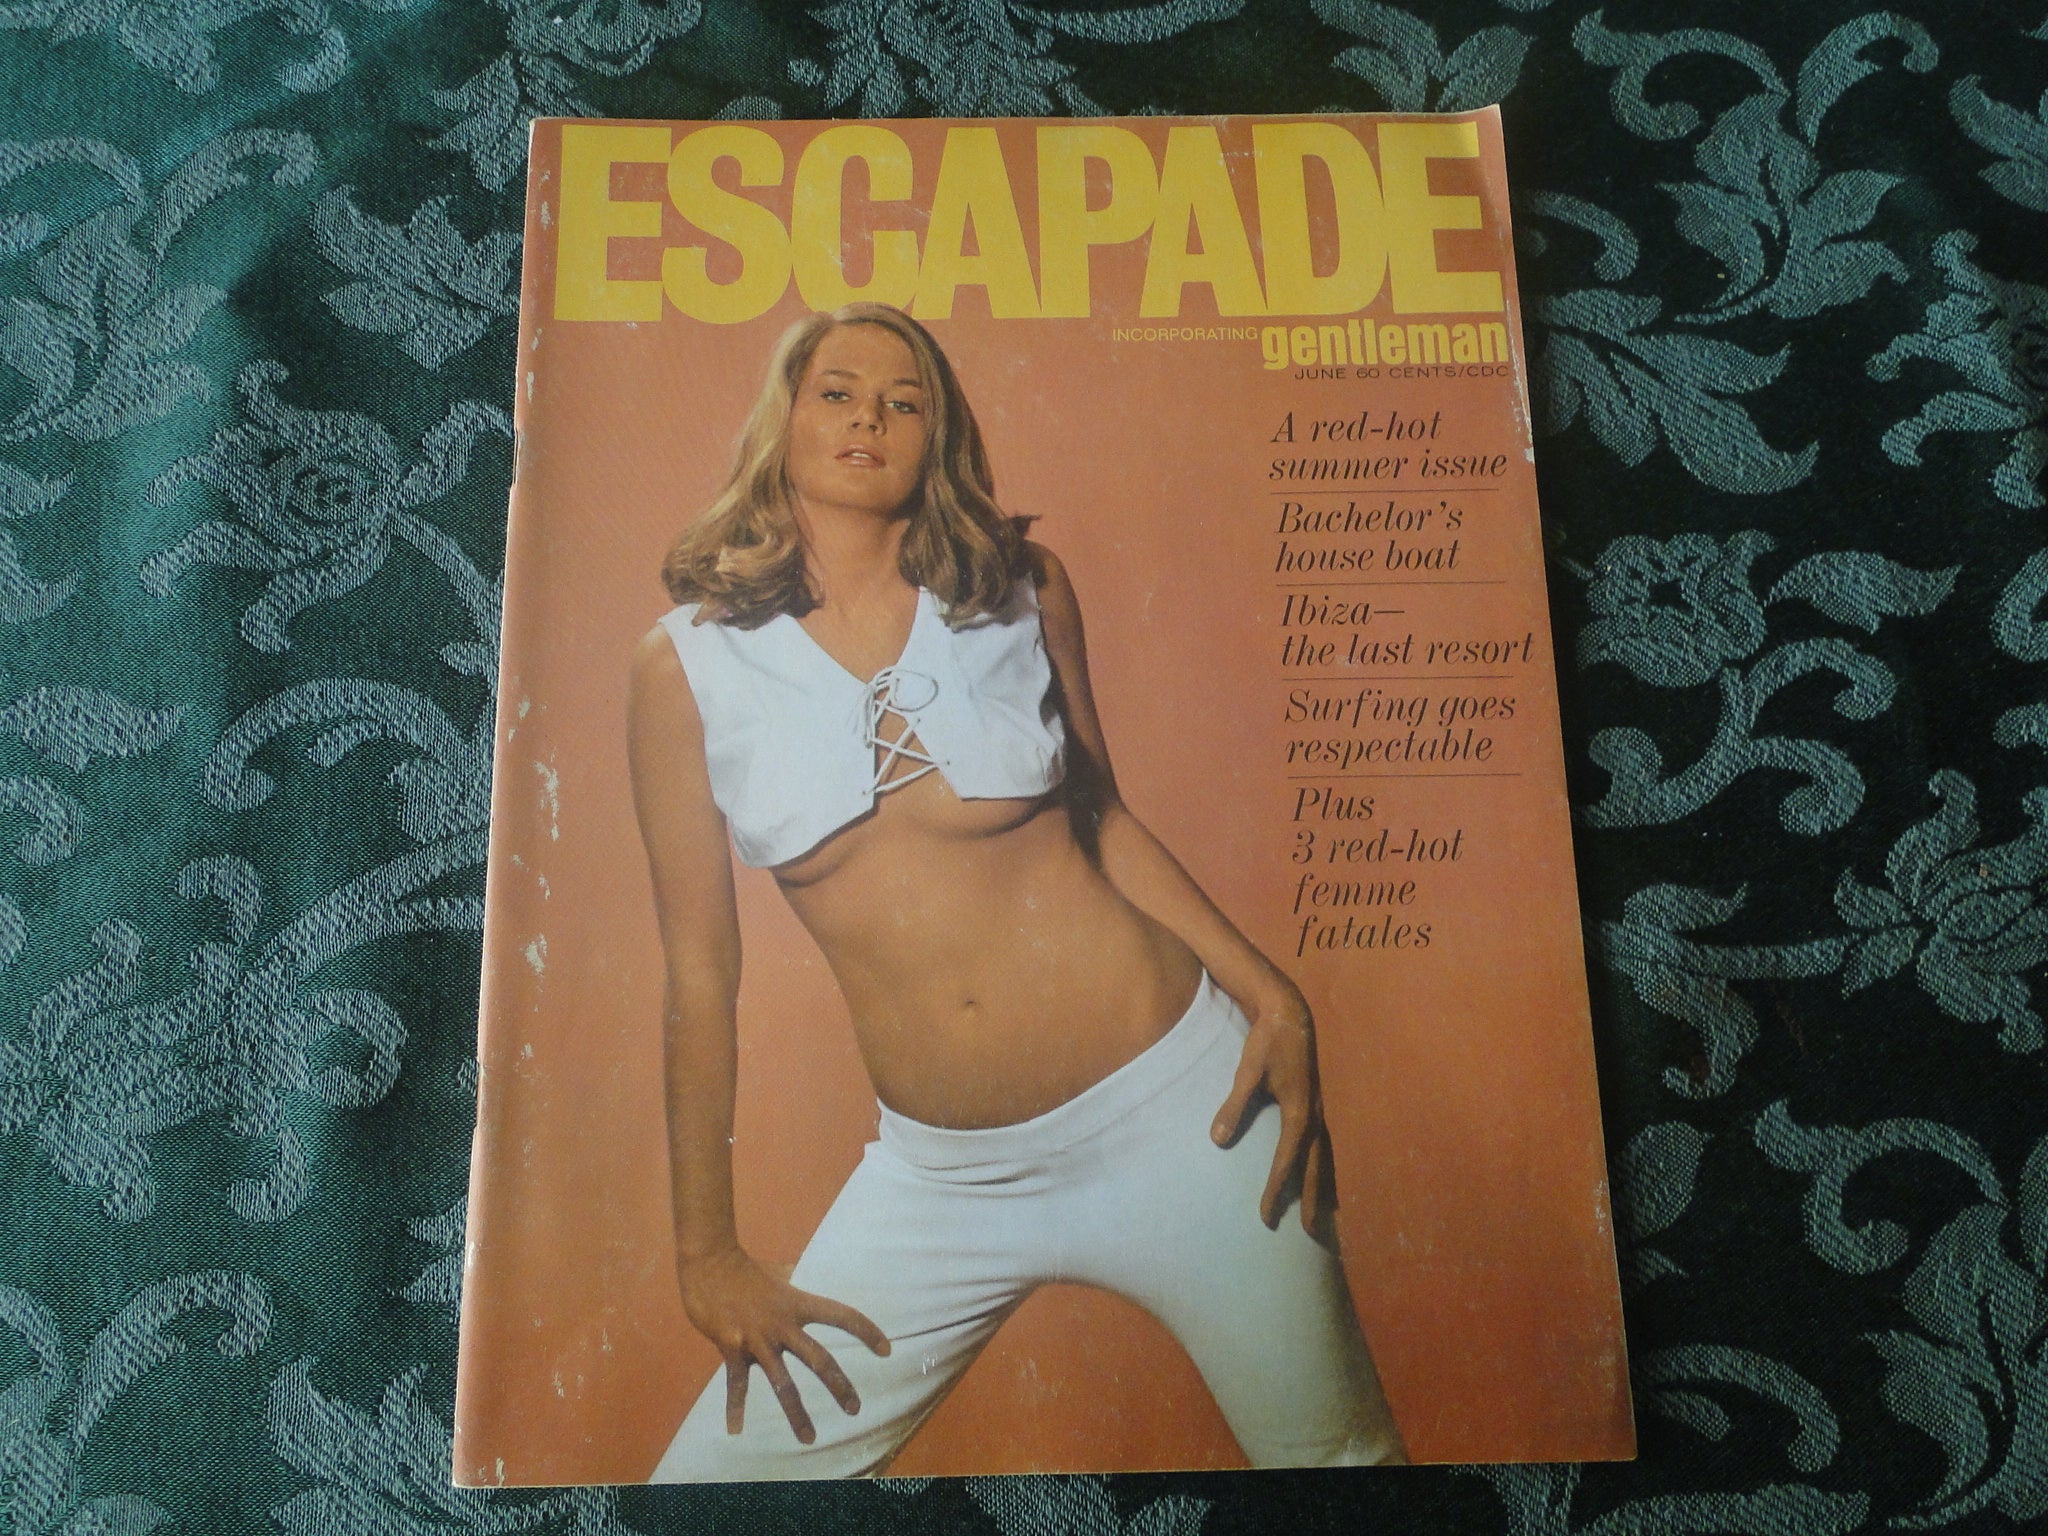 ESCAPADE
INCORPORATING gentleman
JUNE 60 CENTS/CDC
A red-hot
summer issue
Bachelor's
house boat
Ibiza—
the last resort
Surfing goes
respectable
Plus
3 red-hot
femme
fatales